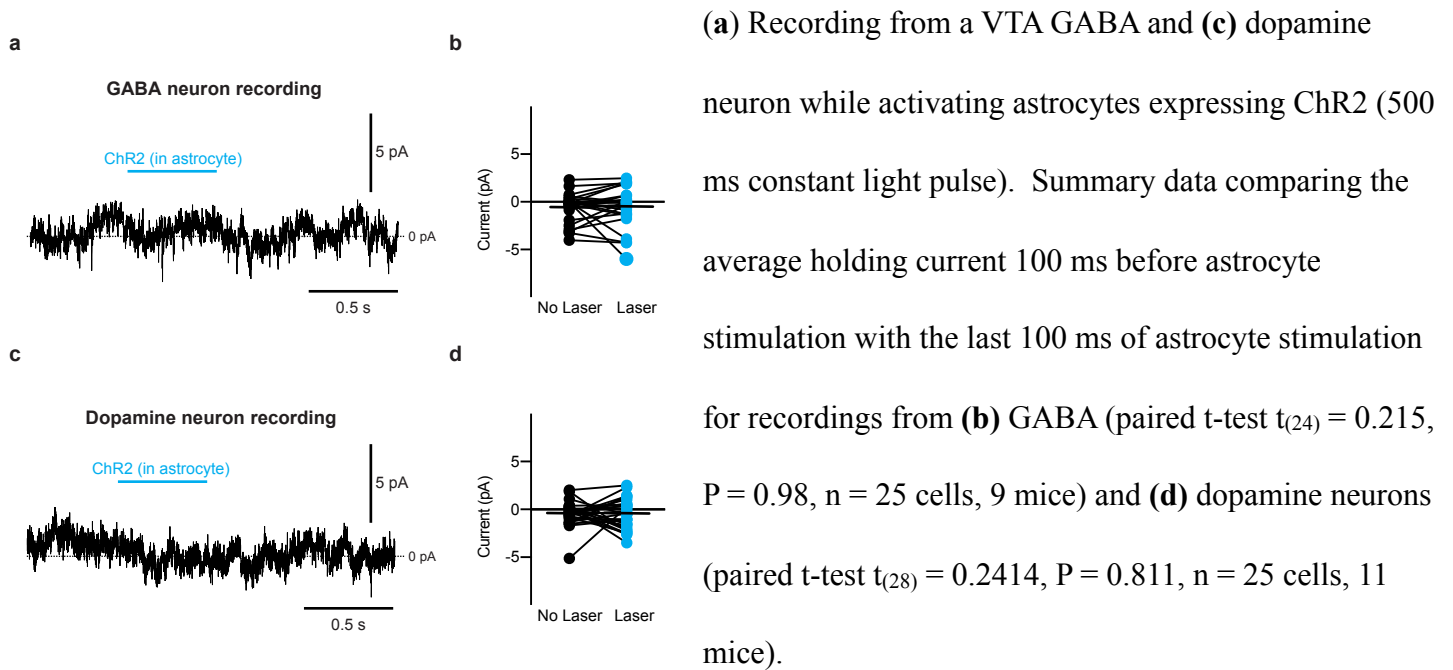 a
GABA neuron recording
ChR2 (in astrocyte)
5 pA
0 pA
0.5 s
b
Current (pA)
5
0
-5
No Laser Laser
c
Dopamine neuron recording
ChR2 (in astrocyte)
5 pA
0 pA
0.5 s
d
Current (pA)
5
0
-5
No Laser Laser
(a) Recording from a VTA GABA and (c) dopamine
neuron while activating astrocytes expressing ChR2 (500
ms constant light pulse).  Summary data comparing the
average holding current 100 ms before astrocyte
stimulation with the last 100 ms of astrocyte stimulation
for recordings from (b) GABA (paired t-test t(24) = 0.215,
P = 0.98, n = 25 cells, 9 mice) and (d) dopamine neurons
(paired t-test t(28) = 0.2414, P = 0.811, n = 25 cells, 11
mice).